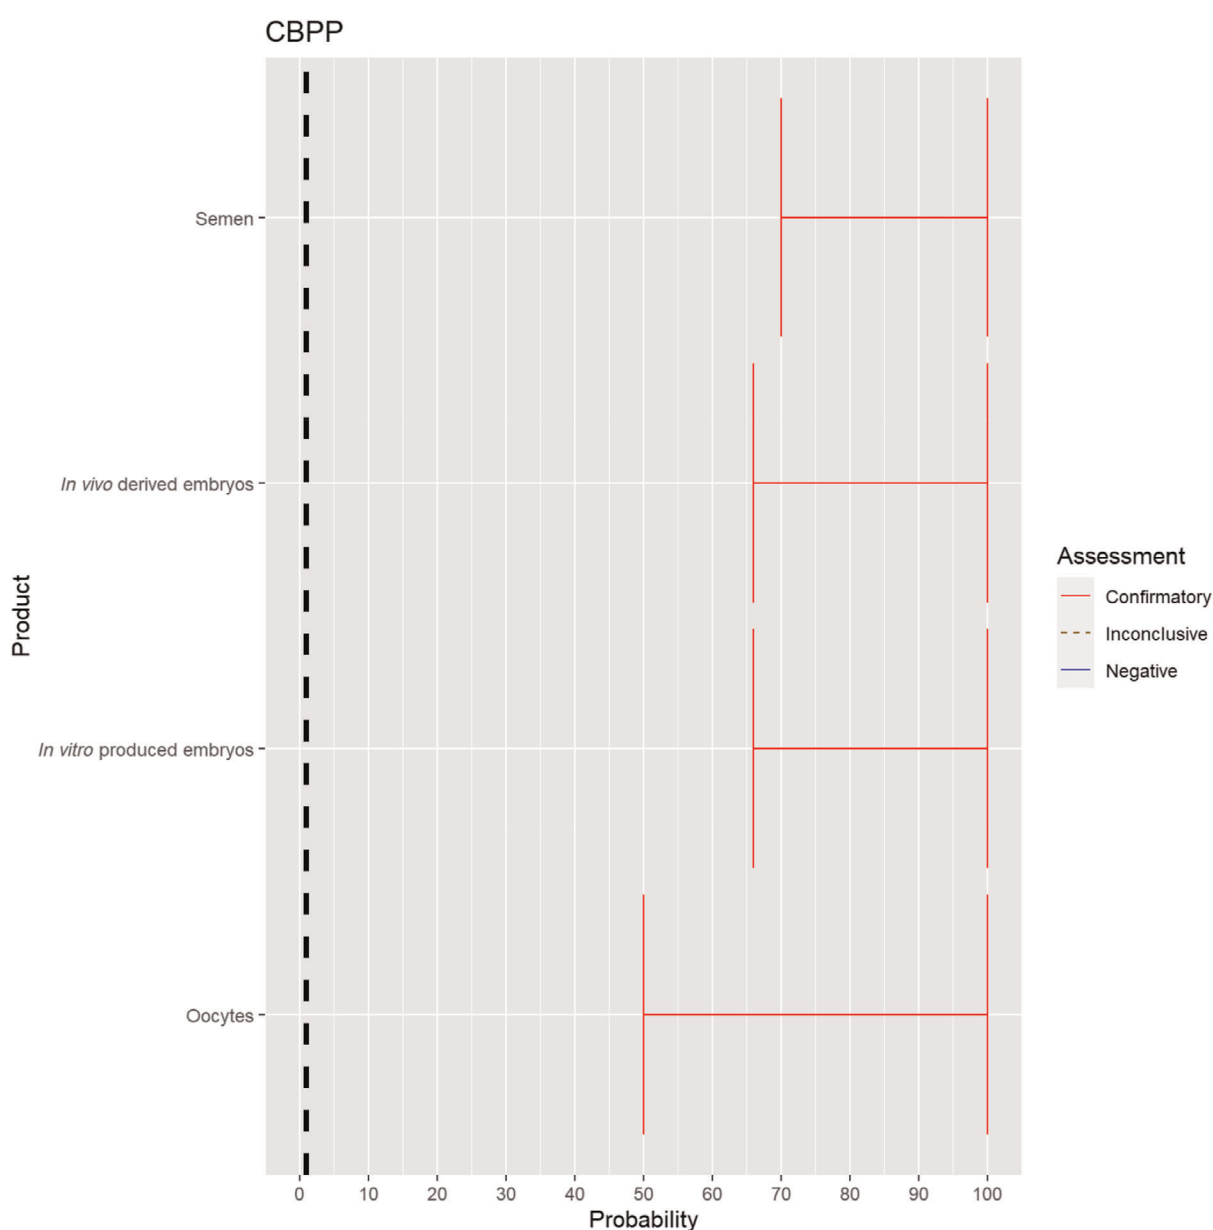 CBPP
Semen
In vivo derived embryos
In vitro produced embryos
Oocytes
Product
0 10 20 30 40 50 60 70 80 90 100
Probability
Assessment
Confirmatory
Inconclusive
Negative